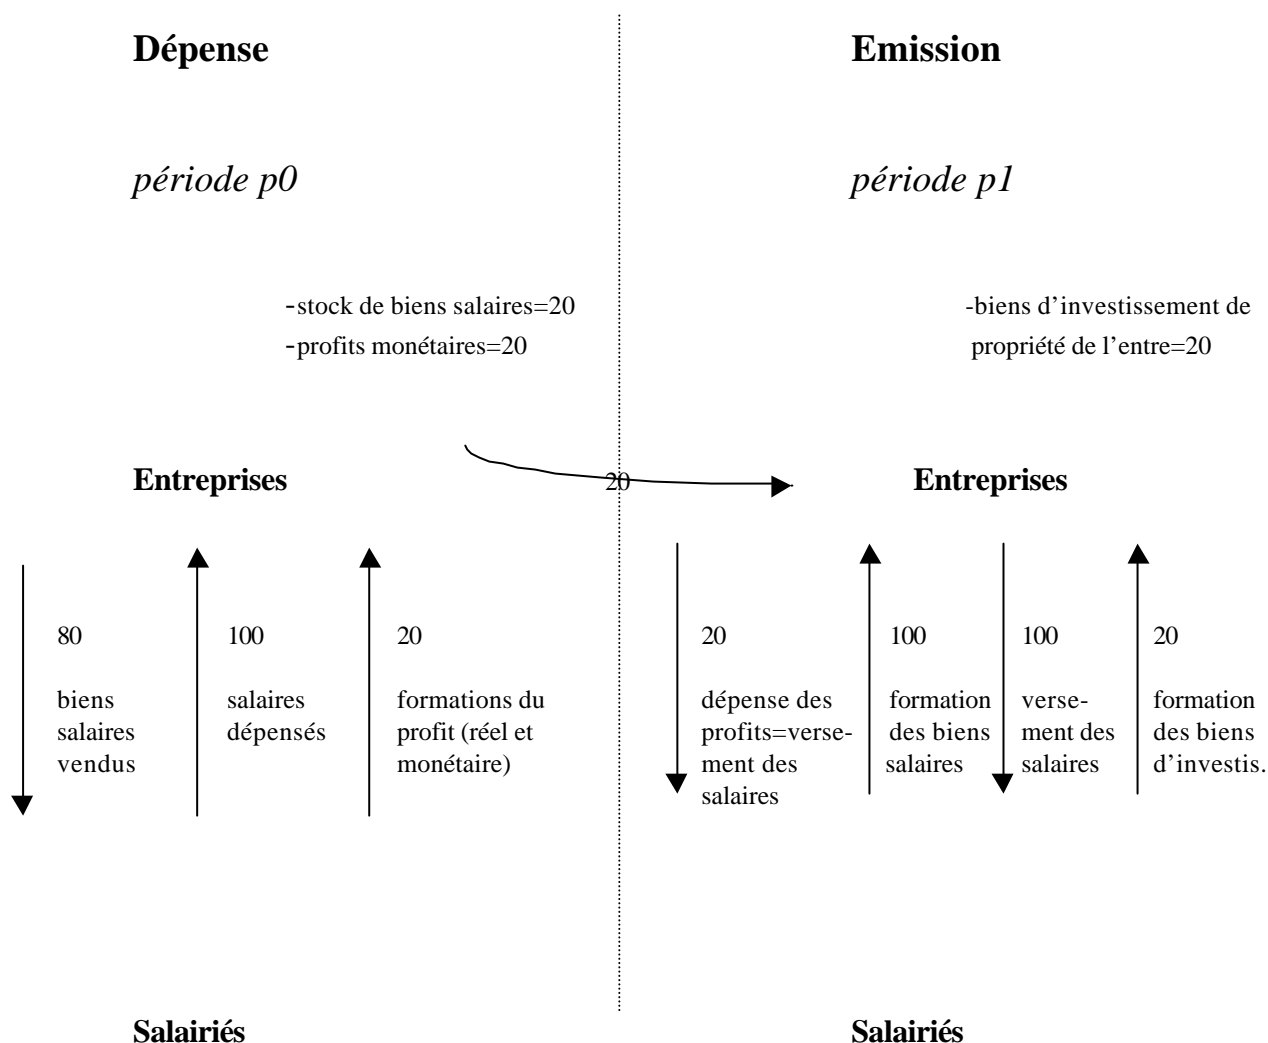 Dépense
période p0
-stock de biens salaires=20
-profits monétaires=20
Entreprises
80
biens
salaires
vendus
100
salaires
dépensés
20
formations du
profit (réel et
monétaire)
Salairiés
20
Emission
période p1
-biens d’investissement de
propriété de l’entre=20
Entreprises
20
dépense des
profits=verse-
ment des
salaires
100
formation
des biens
salaires
100
verse-
ment des
salaires
20
formation
des biens
d’investis.
Salairiés